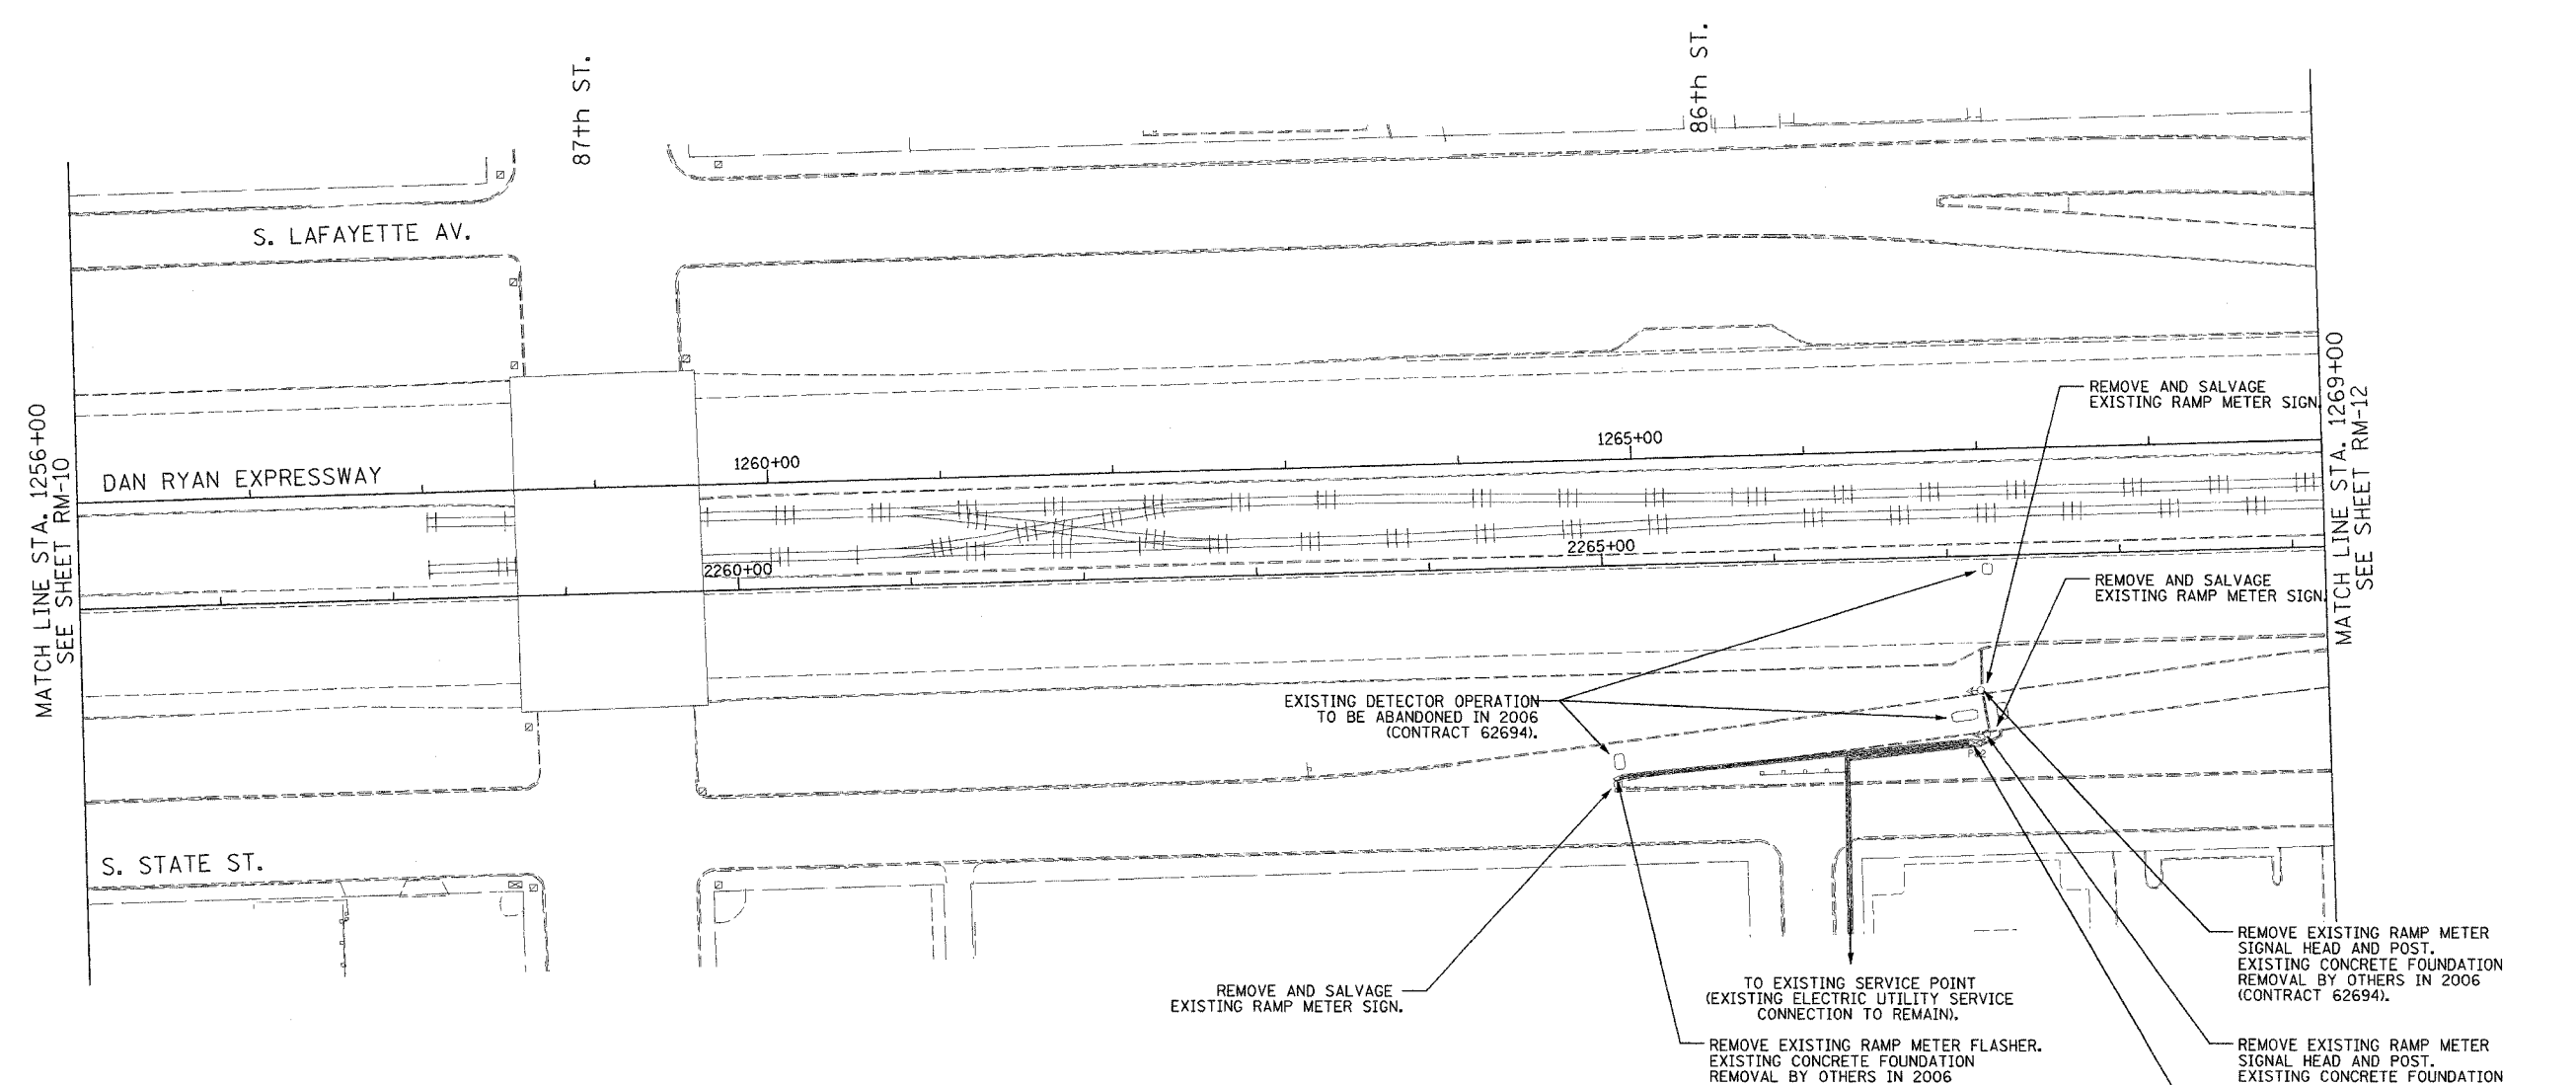 87th ST.
86th ST.
S. LAFAYETTE AV.
MATCH LINE STA. 1256+00
SEE SHEET RM-10
DAN RYAN EXPRESSWAY
1260+00
1265+00
2260+00
2265+00
MATCH LINE STA. 1269+00
SEE SHEET RM-12
REMOVE AND SALVAGE
EXISTING RAMP METER SIGN.
REMOVE AND SALVAGE
EXISTING RAMP METER SIGN.
EXISTING DETECTOR OPERATION
TO BE ABANDONED IN 2006
(CONTRACT 62694).
S. STATE ST.
REMOVE AND SALVAGE
EXISTING RAMP METER SIGN.
TO EXISTING SERVICE POINT
(EXISTING ELECTRIC UTILITY SERVICE
CONNECTION TO REMAIN).
REMOVE EXISTING RAMP METER
SIGNAL HEAD AND POST.
EXISTING CONCRETE FOUNDATION
REMOVAL BY OTHERS IN 2006
(CONTRACT 62694).
REMOVE EXISTING RAMP METER FLASHER.
EXISTING CONCRETE FOUNDATION
REMOVAL BY OTHERS IN 2006
REMOVE EXISTING RAMP METER
SIGNAL HEAD AND POST.
EXISTING CONCRETE FOUNDATION